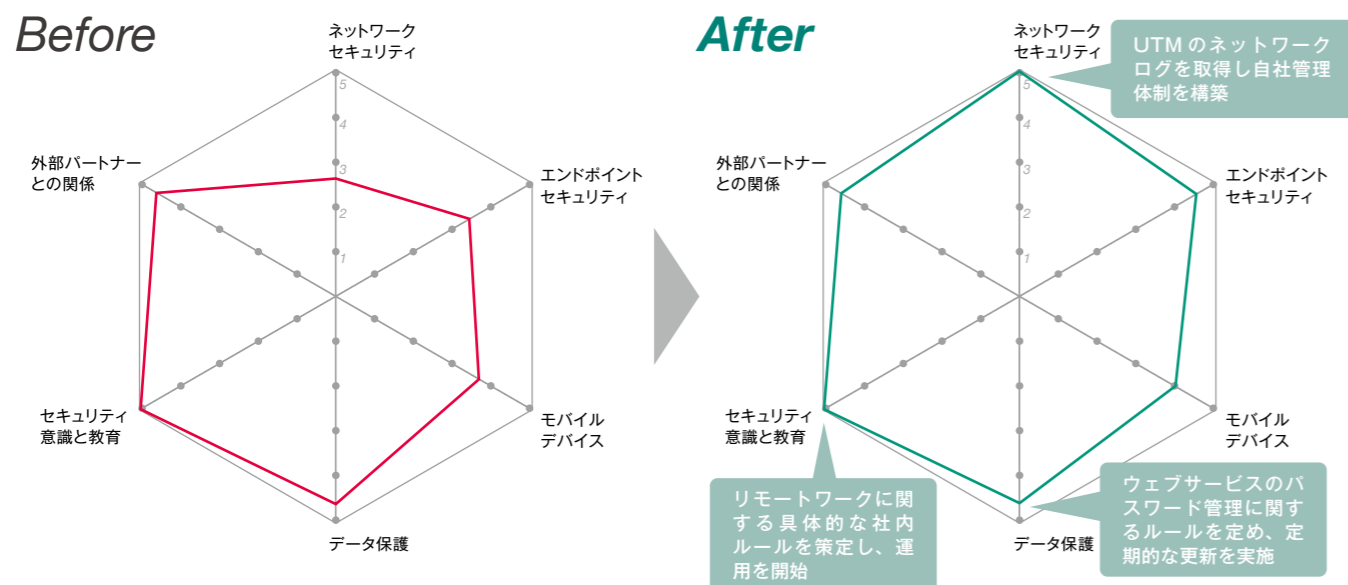 Before
ネットワーク
セキュリティ
5
4
3
2
1
エンドポイント
セキュリティ
モバイル
デバイス
データ保護
セキュリティ
意識と教育
外部パートナー
との関係
After
ネットワーク
セキュリティ
5
4
3
2
1
UTMのネットワーク
ログを取得し自社管理
体制を構築
エンドポイント
セキュリティ
モバイル
デバイス
ウェブサービスのパ
スワード管理に関す
るルールを定め、定
期的な更新を実施
データ保護
セキュリティ
意識と教育
リモートワークに関
する具体的な社内
ルールを策定し、運
用を開始
外部パートナー
との関係